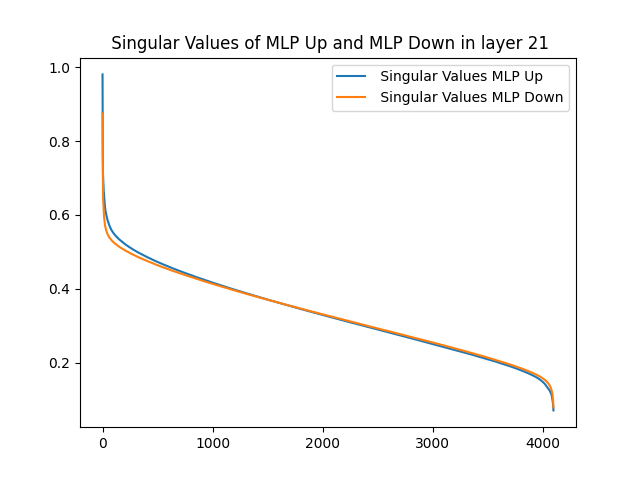 Singular Values of MLP Up and MLP Down in layer 21
1.0
0.8
0.6
0.4
0.2
Singular Values MLP Up
Singular Values MLP Down
0 1000 2000 3000 4000